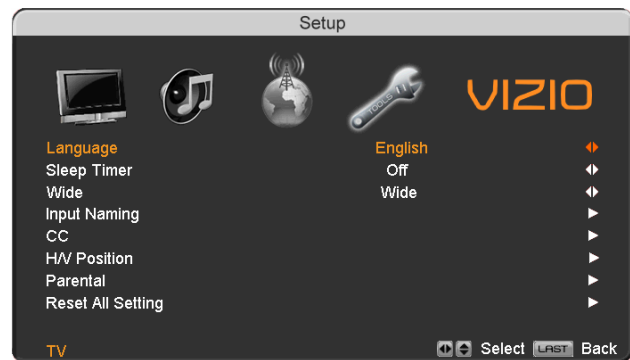 Setup
TOOLS
VIZIO
Language English
Sleep Timer Off
Wide Wide
Input Naming
CC
H/V Position
Parental
Reset All Setting
TV Select LAST Back